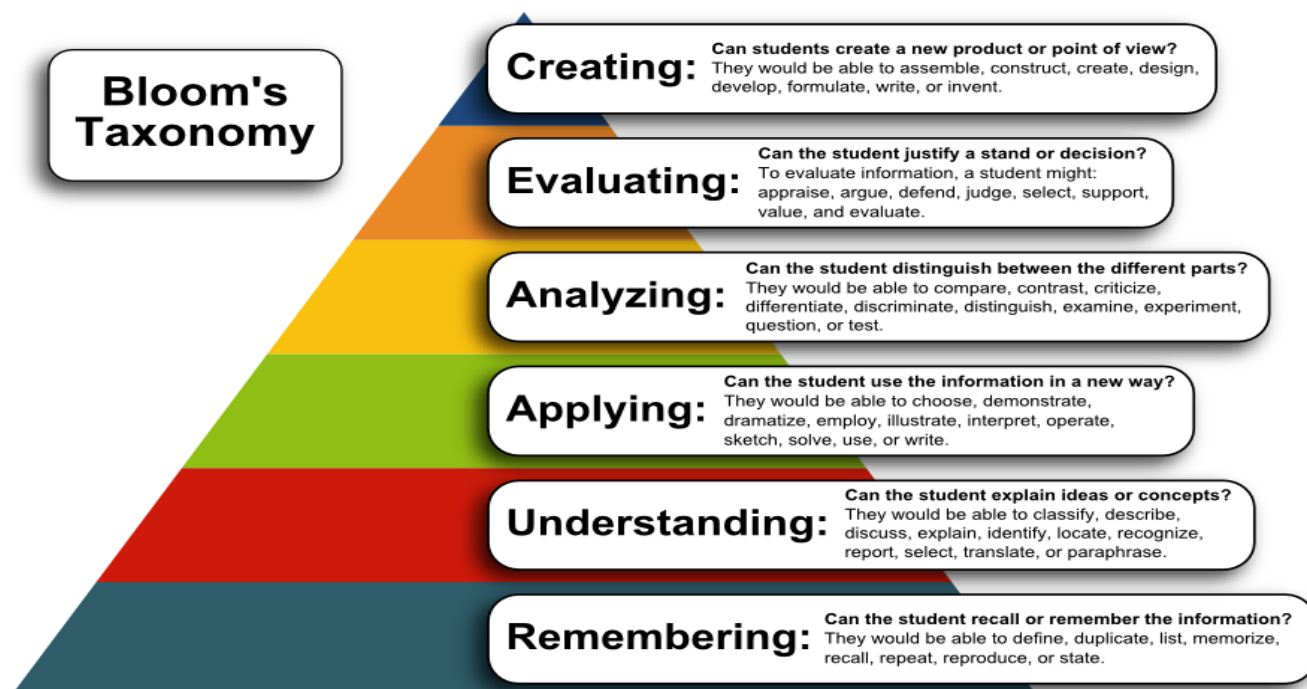 Bloom's
Taxonomy
Creating:
Can students create a new product or point of view?
They would be able to assemble, construct, create, design,
develop, formulate, write, or invent.
Evaluating:
Can the student justify a stand or decision?
To evaluate information, a student might:
appraise, argue, defend, judge, select, support,
value, and evaluate.
Analyzing:
Can the student distinguish between the different parts?
They would be able to compare, contrast, criticize,
differentiate, discriminate, distinguish, examine, experiment,
question, or test.
Applying:
Can the student use the information in a new way?
They would be able to choose, demonstrate,
dramatize, employ, illustrate, interpret, operate,
sketch, solve, use, or write.
Understanding:
Can the student explain ideas or concepts?
They would be able to classify, describe,
discuss, explain, identify, locate, recognize,
report, select, translate, or paraphrase.
Remembering:
Can the student recall or remember the information?
They would be able to define, duplicate, list, memorize,
recall, repeat, reproduce, or state.